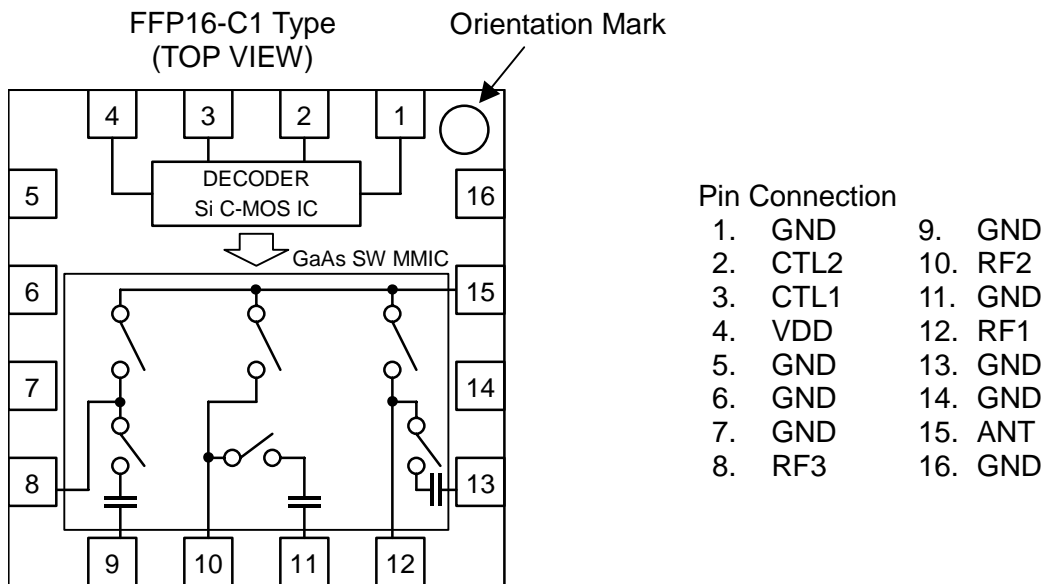 FFP16-C1 Type
(TOP VIEW)
Orientation Mark
4 3 2 1
DECODER
Si C-MOS IC
5 16
GaAs SW MMIC
6 15
7 14
8 13
9 10 11 12
Pin Connection
1. GND 9. GND
2. CTL2 10. RF2
3. CTL1 11. GND
4. VDD 12. RF1
5. GND 13. GND
6. GND 14. GND
7. GND 15. ANT
8. RF3 16. GND